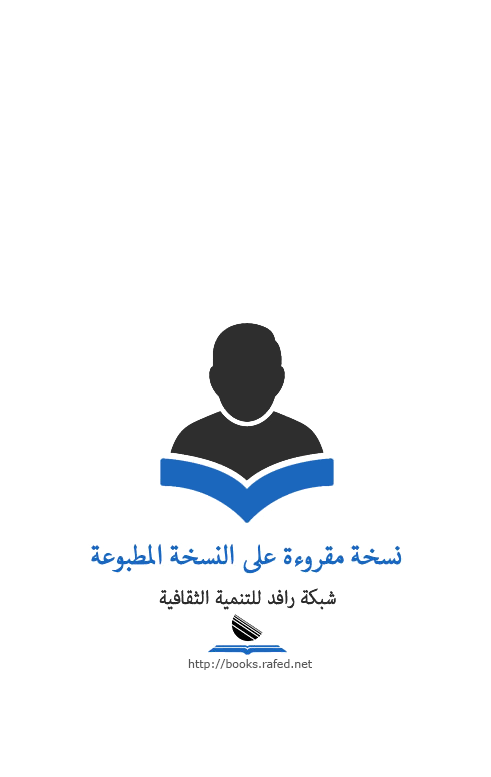 نسخة مقروءة على النسخة المطبوعة
شبكة رافد للتنمية الثقافية
http://books.rafed.net